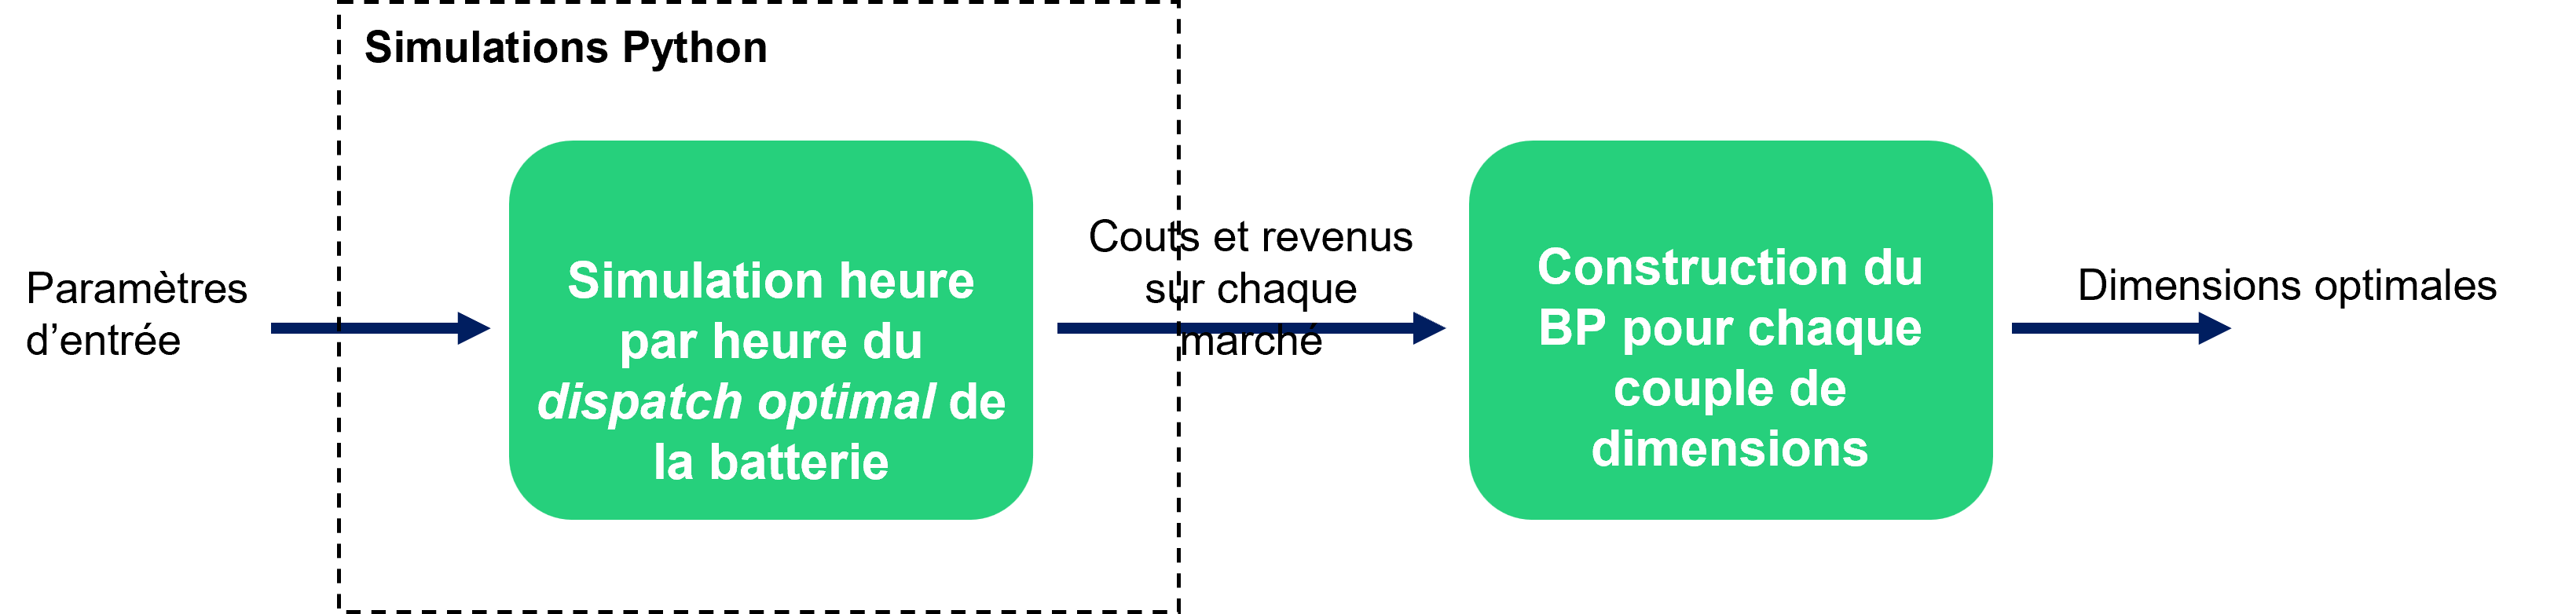 Simulations Python
Paramètres
d’entrée
Simulation heure
par heure du
dispatch optimal de
la batterie
Couts et revenus
sur chaque
marché
Construction du
BP pour chaque
couple de
dimensions
Dimensions optimales